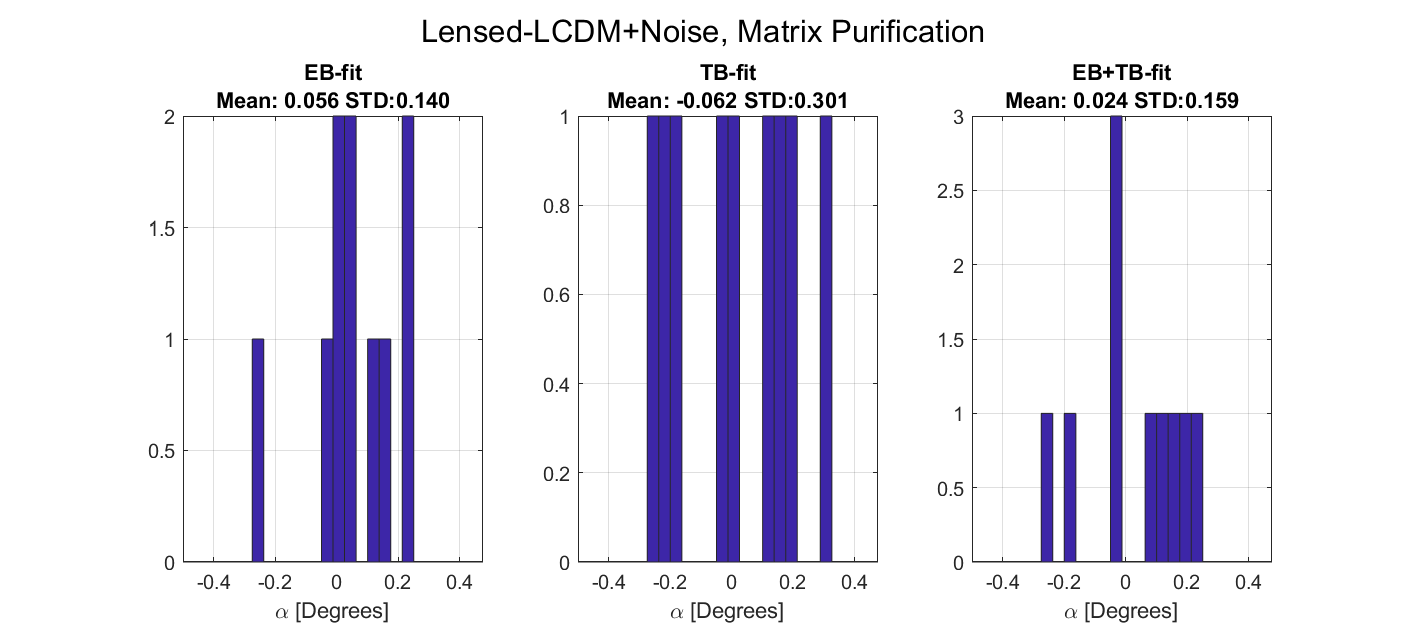 Lensed-LCDM+Noise, Matrix Purification
EB-fit
Mean: 0.056 STD:0.140
2
1.5
1
0.5
0
-0.4 -0.2 0 0.2 0.4
α [Degrees]
TB-fit
Mean: -0.062 STD:0.301
1
0.8
0.6
0.4
0.2
0
-0.4 -0.2 0 0.2 0.4
α [Degrees]
EB+TB-fit
Mean: 0.024 STD:0.159
3
2.5
2
1.5
1
0.5
0
-0.4 -0.2 0 0.2 0.4
α [Degrees]